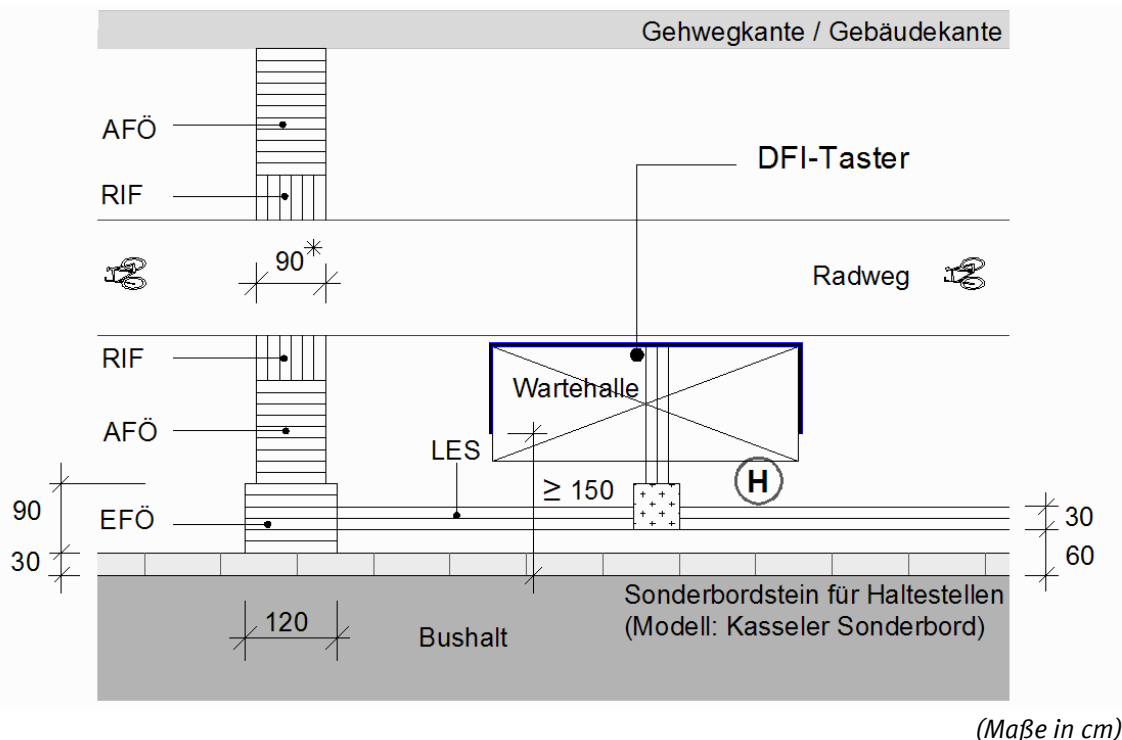 Gehwegkante / Gebäudekante
AFÖ
DFI-Taster
RIF
90*
Radweg
RIF
Wartehalle
AFÖ
LES
≥ 150
H
90
EFÖ
30
30
60
Sonderbordstein für Haltestellen
(Modell: Kasseler Sonderbord)
120
Bushalt
(Maße in cm)